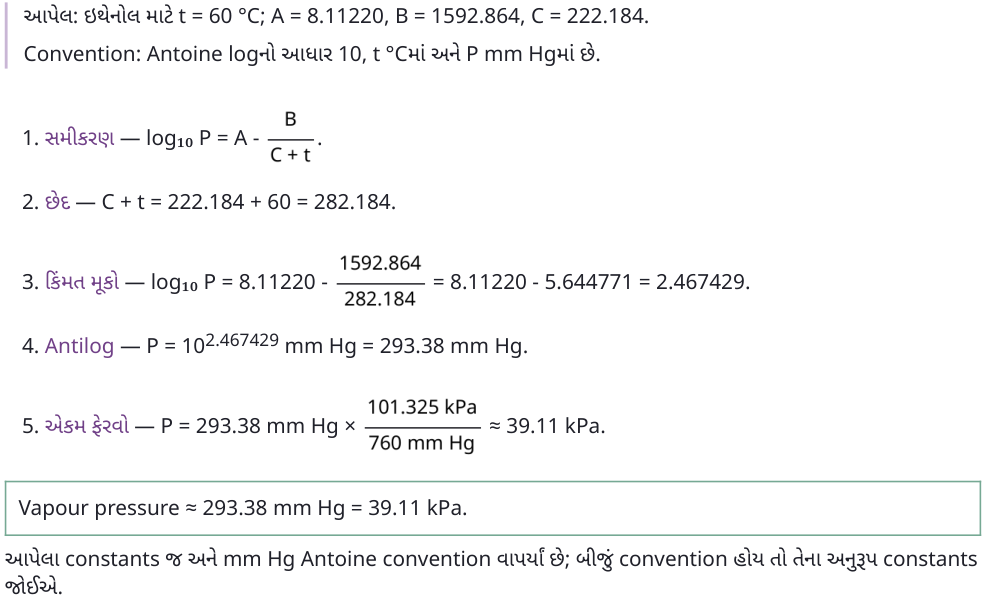 આપેલ: ઇથેનોલ માટે t = 60 °C; A = 8.11220, B = 1592.864, C = 222.184.
Convention: Antoine logનો આધાર 10, t °Cમાં અને P mm Hgમાં છે.
1. સમીકરણ — log₁₀ P = A - B / (C + t).
2. છેદ — C + t = 222.184 + 60 = 282.184.
3. કિંમત મૂકો — log₁₀ P = 8.11220 - 1592.864 / 282.184 = 8.11220 - 5.644771 = 2.467429.
4. Antilog — P = 10^2.467429 mm Hg = 293.38 mm Hg.
5. એકમ ફેરવો — P = 293.38 mm Hg × 101.325 kPa / 760 mm Hg ≈ 39.11 kPa.
Vapour pressure ≈ 293.38 mm Hg = 39.11 kPa.
આપેલા constants જ અને mm Hg Antoine convention વાપર્યાં છે; બીજું convention હોય તો તેના અનુરૂપ constants
જોઈએ.